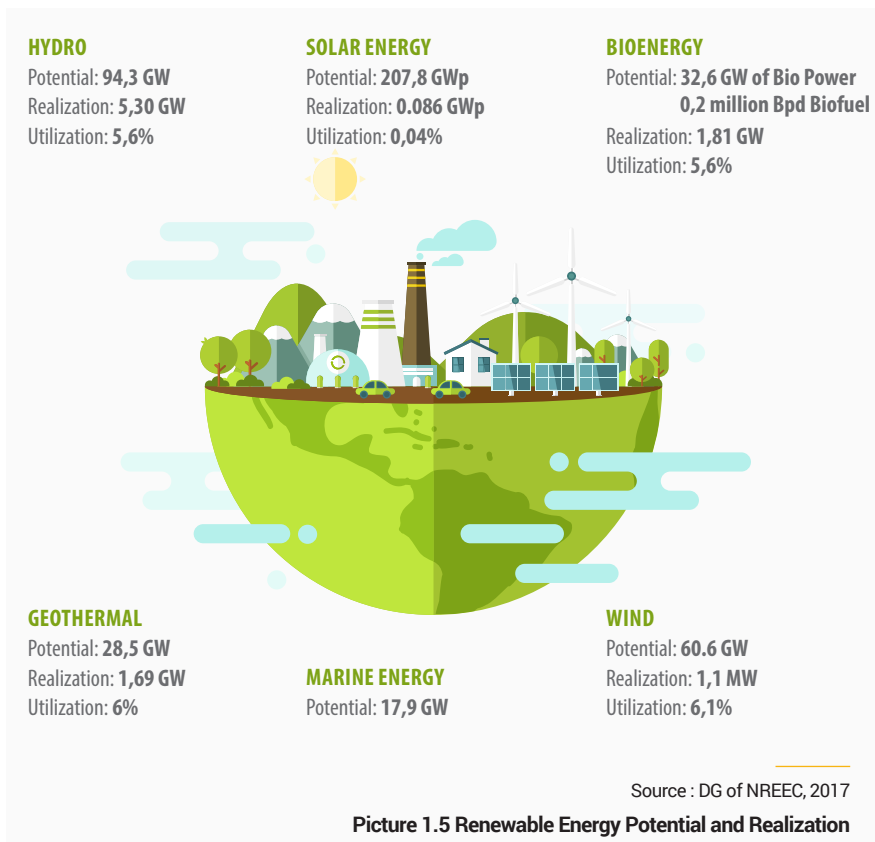 HYDRO
Potential: 94,3 GW
Realization: 5,30 GW
Utilization: 5,6%
SOLAR ENERGY
Potential: 207,8 GWp
Realization: 0.086 GWp
Utilization: 0,04%
BIOENERGY
Potential: 32,6 GW of Bio Power
0,2 million Bpd Biofuel
Realization: 1,81 GW
Utilization: 5,6%
GEOTHERMAL
Potential: 28,5 GW
Realization: 1,69 GW
Utilization: 6%
MARINE ENERGY
Potential: 17,9 GW
WIND
Potential: 60.6 GW
Realization: 1,1 MW
Utilization: 6,1%
Source : DG of NREEC, 2017
Picture 1.5 Renewable Energy Potential and Realization